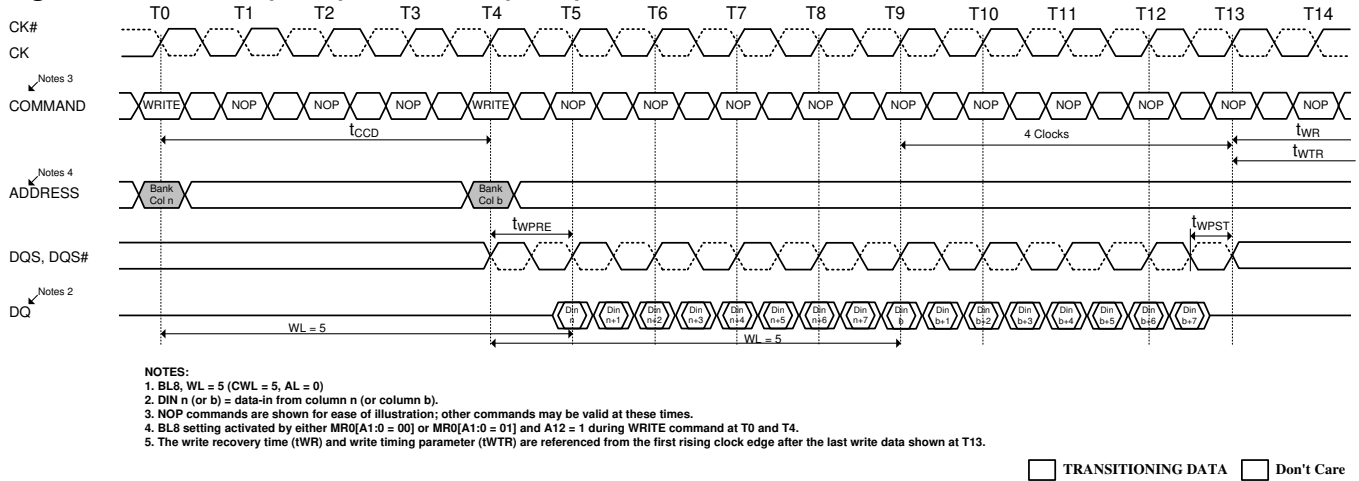 T0 T1 T2 T3 T4 T5 T6 T7 T8 T9 T10 T11 T12 T13 T14
CK#
CK
Notes 3
COMMAND
WRITE NOP NOP NOP WRITE NOP NOP NOP NOP NOP NOP NOP NOP NOP NOP
tCCD
4 Clocks
tWR
tWTR
Notes 4
ADDRESS
Bank
Col n
Bank
Col b
tWPRE
tWPST
DQS, DQS#
Notes 2
DQ
Din n Din n+1 Din n+2 Din n+3 Din n+4 Din n+5 Din n+6 Din n+7 Din b Din b+1 Din b+2 Din b+3 Din b+4 Din b+5 Din b+6 Din b+7
WL = 5
WL = 5
NOTES:
1. BL8, WL = 5 (CWL = 5, AL = 0)
2. DIN n (or b) = data-in from column n (or column b).
3. NOP commands are shown for ease of illustration; other commands may be valid at these times.
4. BL8 setting activated by either MR0[A1:0 = 00] or MR0[A1:0 = 01] and A12 = 1 during WRITE command at T0 and T4.
5. The write recovery time (tWR) and write timing parameter (tWTR) are referenced from the first rising clock edge after the last write data shown at T13.
TRANSITIONING DATA
Don't Care